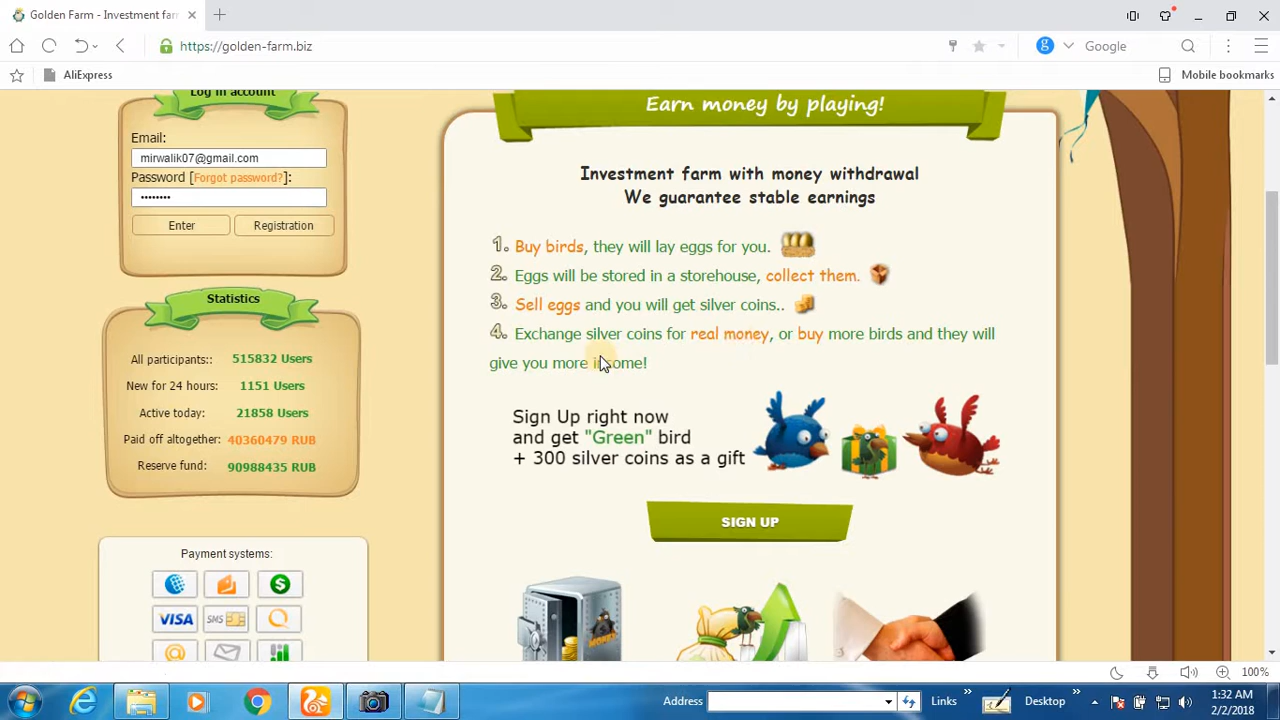 Golden Farm - Investment farm
https://golden-farm.biz
Google
AliExpress
Mobile bookmarks
Log in account
Email:
mirwalik07@gmail.com
Password [Forgot password?]:
••••••••
Enter
Registration
Statistics
All participants:: 515832 Users
New for 24 hours: 1151 Users
Active today: 21858 Users
Paid off altogether: 40360479 RUB
Reserve fund: 90988435 RUB
Payment systems:
VISA
SMS
Earn money by playing!
Investment farm with money withdrawal
We guarantee stable earnings
1. Buy birds, they will lay eggs for you.
2. Eggs will be stored in a storehouse, collect them.
3. Sell eggs and you will get silver coins..
4. Exchange silver coins for real money, or buy more birds and they will
give you more income!
Sign Up right now
and get "Green" bird
+ 300 silver coins as a gift
SIGN UP
MONEY
100%
Address
Links
»
Desktop
»
1:32 AM
2/2/2018